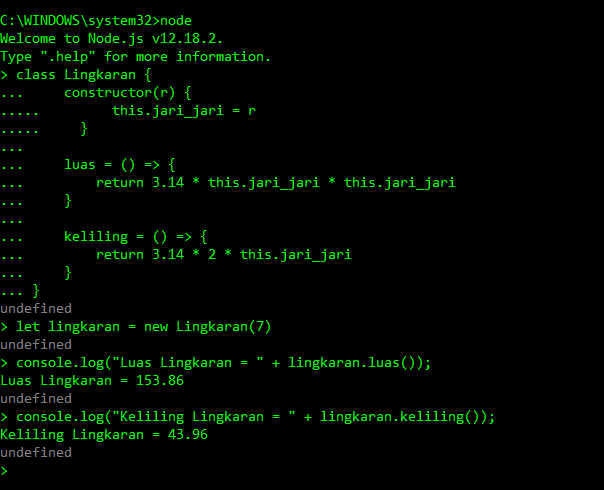 C:\WINDOWS\system32>node
Welcome to Node.js v12.18.2.
Type ".help" for more information.
> class Lingkaran {
...     constructor(r) {
.....       this.jari_jari = r
.....   }
...
...     luas = () => {
...         return 3.14 * this.jari_jari * this.jari_jari
...     }
...
...     keliling = () => {
...         return 3.14 * 2 * this.jari_jari
...     }
... }
undefined
> let lingkaran = new Lingkaran(7)
undefined
> console.log("Luas Lingkaran = " + lingkaran.luas());
Luas Lingkaran = 153.86
undefined
> console.log("Keliling Lingkaran = " + lingkaran.keliling());
Keliling Lingkaran = 43.96
undefined
>